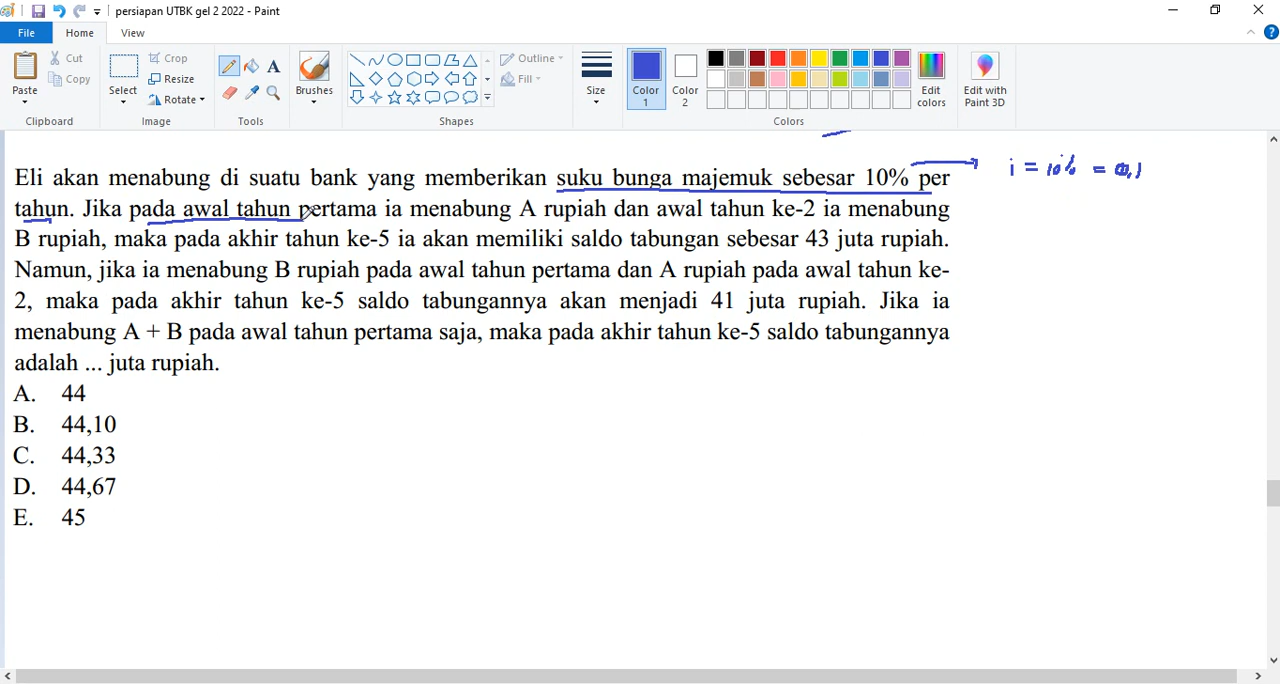 persiapan UTBK gel 2 2022 - Paint
File
Home
View
Paste
Cut
Copy
Clipboard
Select
Crop
Resize
Rotate
Image
A
Tools
Brushes
Shapes
Outline
Fill
Size
Color 1
Color 2
Colors
Edit colors
Edit with Paint 3D
Eli akan menabung di suatu bank yang memberikan suku bunga majemuk sebesar 10% per
i = 10% = 0,1
tahun. Jika pada awal tahun pertama ia menabung A rupiah dan awal tahun ke-2 ia menabung
B rupiah, maka pada akhir tahun ke-5 ia akan memiliki saldo tabungan sebesar 43 juta rupiah.
Namun, jika ia menabung B rupiah pada awal tahun pertama dan A rupiah pada awal tahun ke-
2, maka pada akhir tahun ke-5 saldo tabungannya akan menjadi 41 juta rupiah. Jika ia
menabung A + B pada awal tahun pertama saja, maka pada akhir tahun ke-5 saldo tabungannya
adalah ... juta rupiah.
A. 44
B. 44,10
C. 44,33
D. 44,67
E. 45